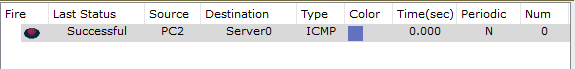 Fire Last Status Source Destination Type Color Time(sec) Periodic Num
Successful PC2 Server0 ICMP 0.000 N 0